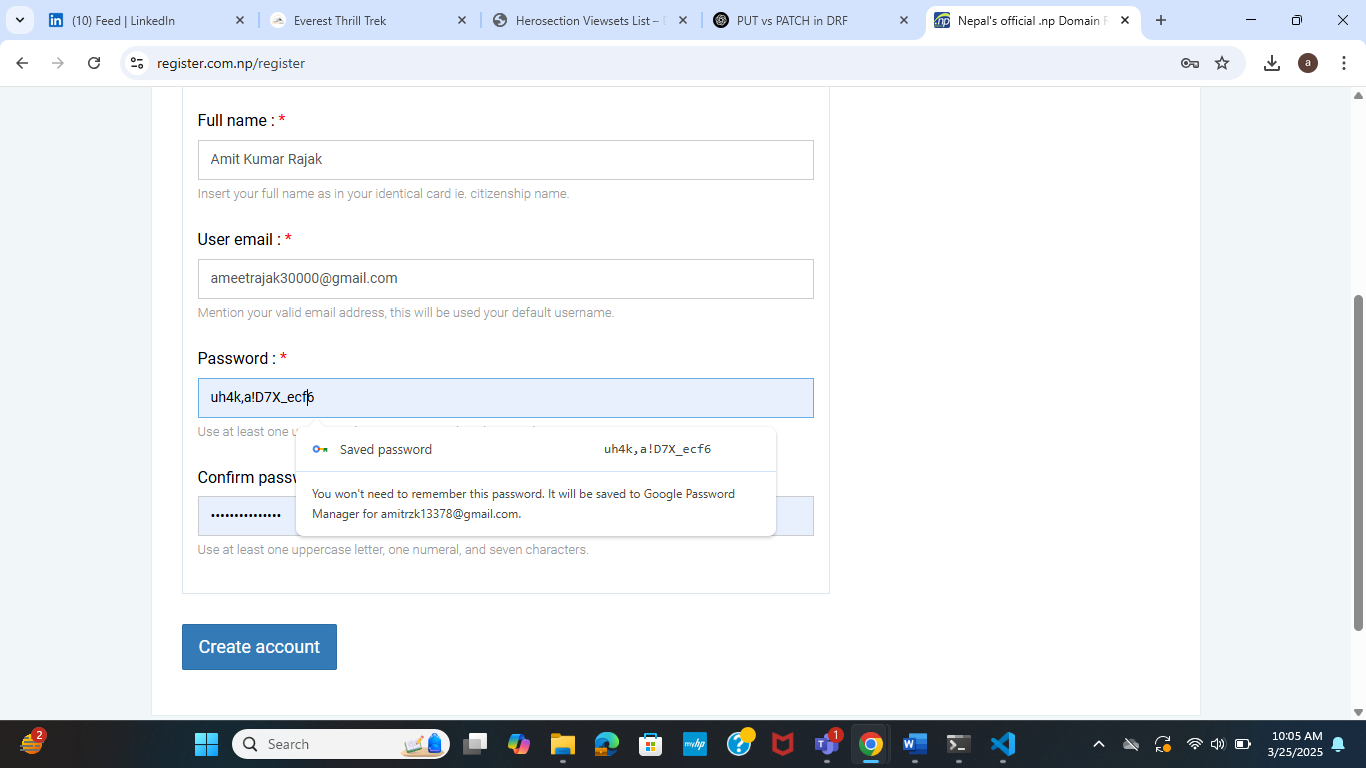 (10) Feed | LinkedIn
Everest Thrill Trek
Herosection Viewsets List –
PUT vs PATCH in DRF
.np
Nepal's official .np Domain
register.com.np/register
a
Full name : *
Amit Kumar Rajak
Insert your full name as in your identical card ie. citizenship name.
User email : *
ameetrajak30000@gmail.com
Mention your valid email address, this will be used your default username.
Password : *
uh4k,a!D7X_ecf6
Use at least one
Saved password uh4k,a!D7X_ecf6
Confirm
You won't need to remember this password. It will be saved to Google Password
Manager for amitrzk13378@gmail.com.
Use at least one uppercase letter, one numeral, and seven characters.
Create account
2
Search
myhp
1
10:05 AM
3/25/2025